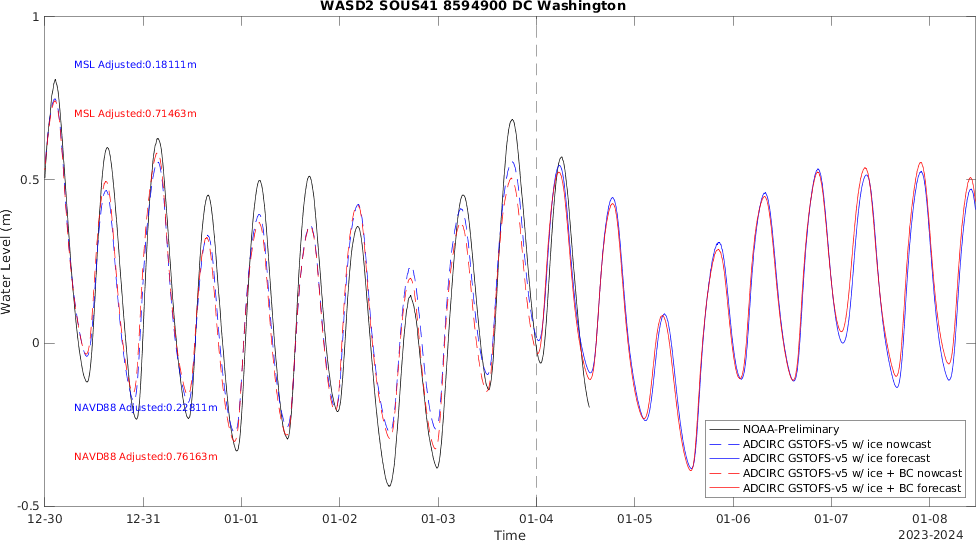 WASD2 SOUS41 8594900 DC Washington
1
MSL Adjusted:0.18111m
MSL Adjusted:0.71463m
0.5
Water Level (m)
0
NAVD88 Adjusted:0.22811m
NAVD88 Adjusted:0.76163m
NOAA-Preliminary
ADCIRC GSTOFS-v5 w/ ice nowcast
ADCIRC GSTOFS-v5 w/ ice forecast
ADCIRC GSTOFS-v5 w/ ice + BC nowcast
ADCIRC GSTOFS-v5 w/ ice + BC forecast
-0.5
12-30 12-31 01-01 01-02 01-03 01-04 01-05 01-06 01-07 01-08
Time
2023-2024